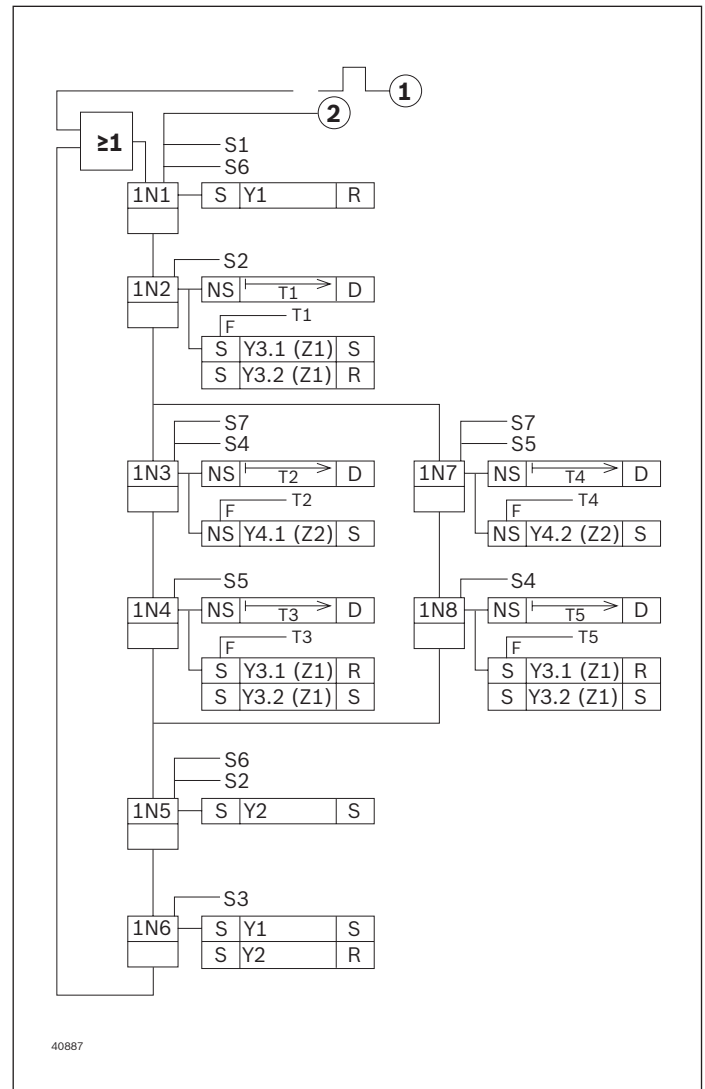 1
2
≥1
S1
S6
1N1 S Y1 R
S2
1N2 NS T1 D
T1
F
S Y3.1 (Z1) S
S Y3.2 (Z1) R
S7 S7
S4 S5
1N3 NS T2 D 1N7 NS T4 D
T2 T4
F F
NS Y4.1 (Z2) S NS Y4.2 (Z2) S
S5 S4
1N4 NS T3 D 1N8 NS T5 D
T3 T5
F F
S Y3.1 (Z1) R S Y3.1 (Z1) R
S Y3.2 (Z1) S S Y3.2 (Z1) S
S6
S2
1N5 S Y2 S
S3
1N6 S Y1 S
S Y2 R
40887